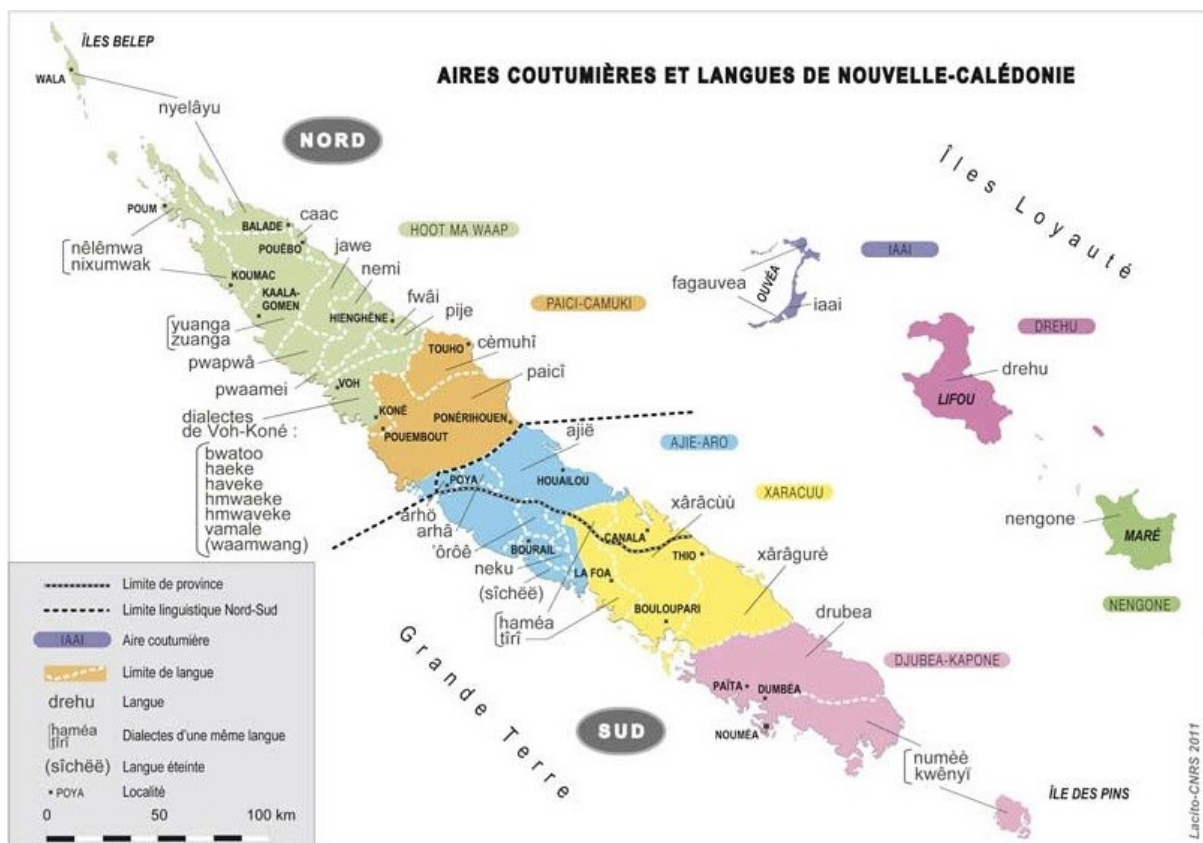 AIRES COUTUMIÈRES ET LANGUES DE NOUVELLE-CALÉDONIE
ÎLES BELEP
WALA
nyelâyu
NORD
Îles Loyauté
POUM
BALADE
caac
POUÉBO
HOOT MA WAAP
nêlêmwa
nixumwak
jawe
nemi
KOUMAC
KAALA-
GOMEN
fwâi
pije
HIENGHÈNE
yuanga
zuanga
PAICI-CAMUKI
TOUHO
cèmuhî
pwapwâ
pwaamei
VOH
paicî
dialectes
de Voh-Koné :
bwatoo
haeke
haveke
hmwaeke
hmwaveke
vamale
(waamwang)
KONÉ
PONÉRIHOUEN
POUEMBOUT
IAAI
fagauvea
OUVÉA
iaai
DREHU
drehu
LIFOU
nengone
MARÉ
NENGONE
ajië
AJIE-ARO
POYA
HOUAILOU
arhö
arhâ
'ôrôê
BOURAIL
neku
(sîchëë)
XARACUU
xârâcùù
CANALA
THIO
xârâgurè
LA FOA
haméa
tîrî
BOULOUPARI
drubea
DJUBEA-KAPONE
PAÏTA
DUMBÉA
NOUMÉA
numèè
kwênyï
ÎLE DES PINS
Grande Terre
SUD
Limite de province
Limite linguistique Nord-Sud
IAAI Aire coutumière
Limite de langue
drehu Langue
haméa
tîrî Dialectes d'une même langue
(sîchëë) Langue éteinte
POYA Localité
0 50 100 km
Lacito-CNRS 2011